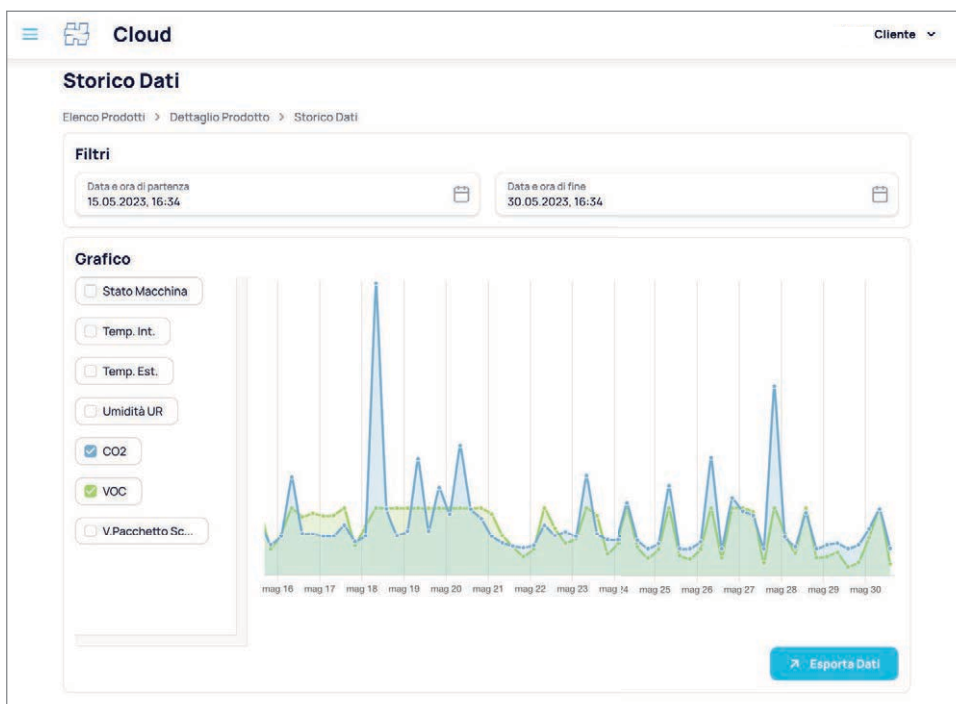 Cloud
Cliente
Storico Dati
Elenco Prodotti > Dettaglio Prodotto > Storico Dati
Filtri
Data e ora di partenza
15.05.2023, 16:34
Data e ora di fine
30.05.2023, 16:34
Grafico
Stato Macchina
Temp. Int.
Temp. Est.
Umidità UR
CO2
VOC
V.Pacchetto Sc...
mag 16 mag 17 mag 18 mag 19 mag 20 mag 21 mag 22 mag 23 mag 24 mag 25 mag 26 mag 27 mag 28 mag 29 mag 30
Esporta Dati